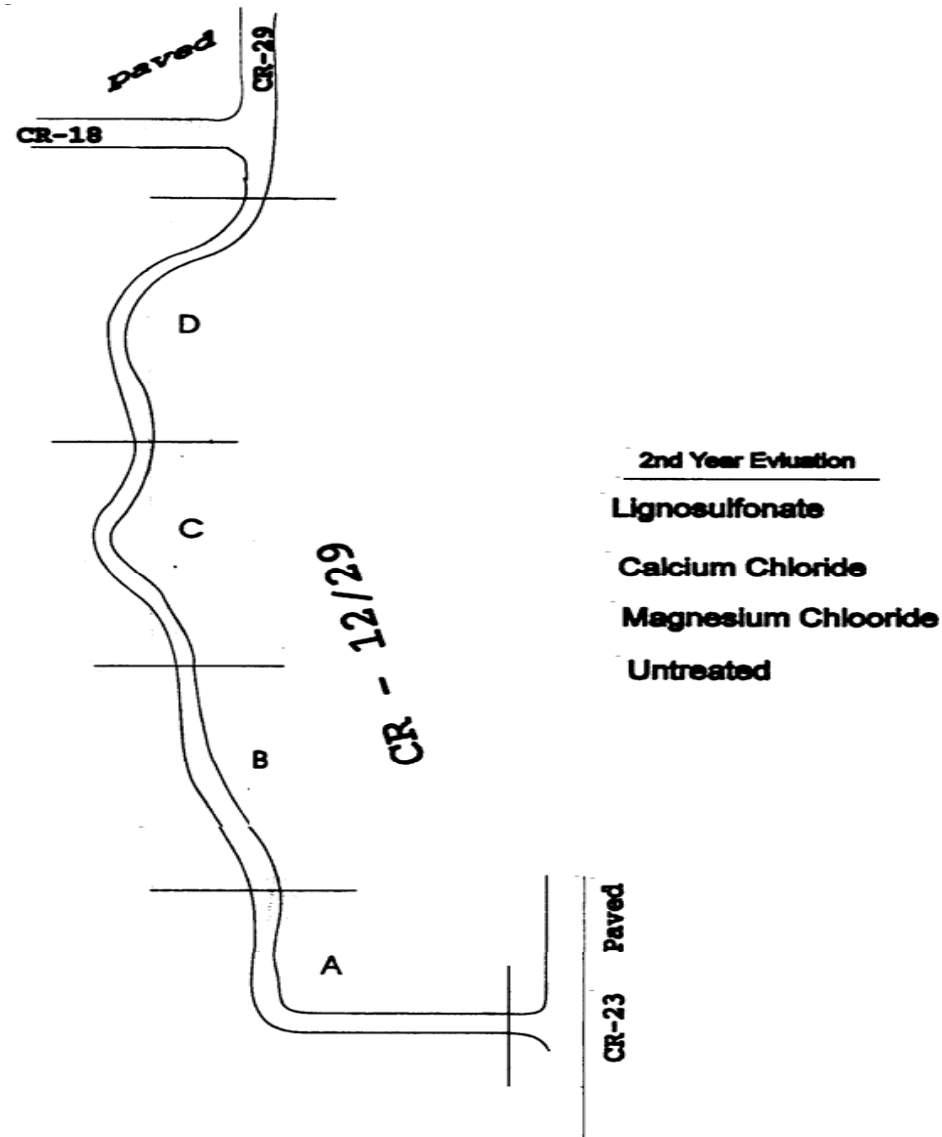 paved
CR-29
CR-18
D
C
CR - 12/29
B
A
2nd Year Evluation
Lignosulfonate
Calcium Chloride
Magnesium Chlooride
Untreated
CR-23 Paved